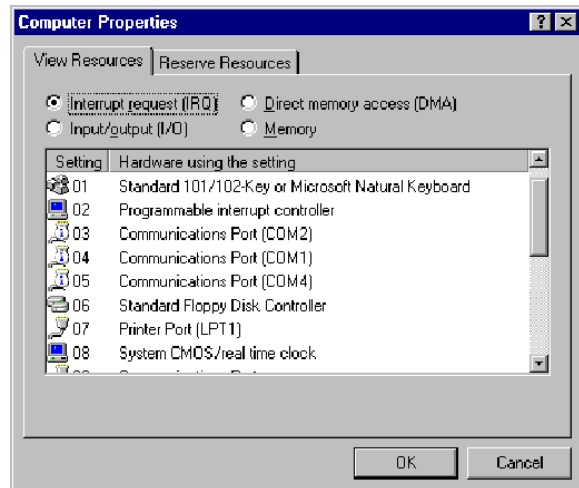 Computer Properties
View Resources Reserve Resources
Interrupt request (IRQ) Direct memory access (DMA)
Input/output (I/O) Memory
Setting Hardware using the setting
01 Standard 101/102-Key or Microsoft Natural Keyboard
02 Programmable interrupt controller
03 Communications Port (COM2)
04 Communications Port (COM1)
05 Communications Port (COM4)
06 Standard Floppy Disk Controller
07 Printer Port (LPT1)
08 System CMOS/real time clock
OK Cancel